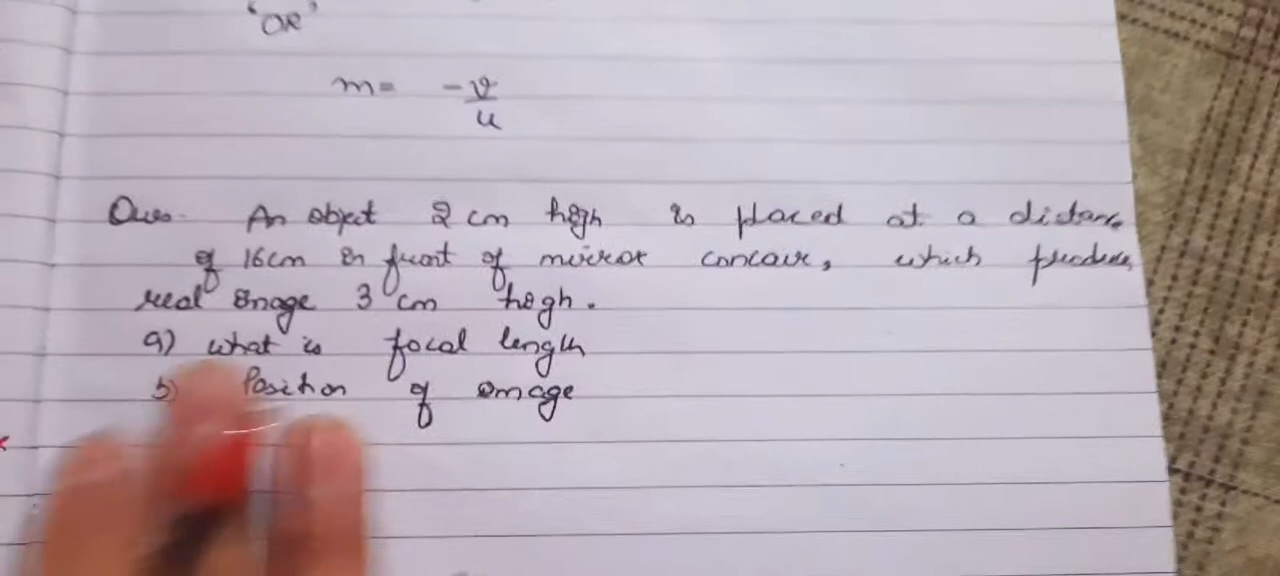 'OR'
m = -v/u
Ques. An object 2 cm high is placed at a distance
of 16cm in front of mirror concave, which produces
real image 3 cm high.
a) what is focal length
b) Position of image